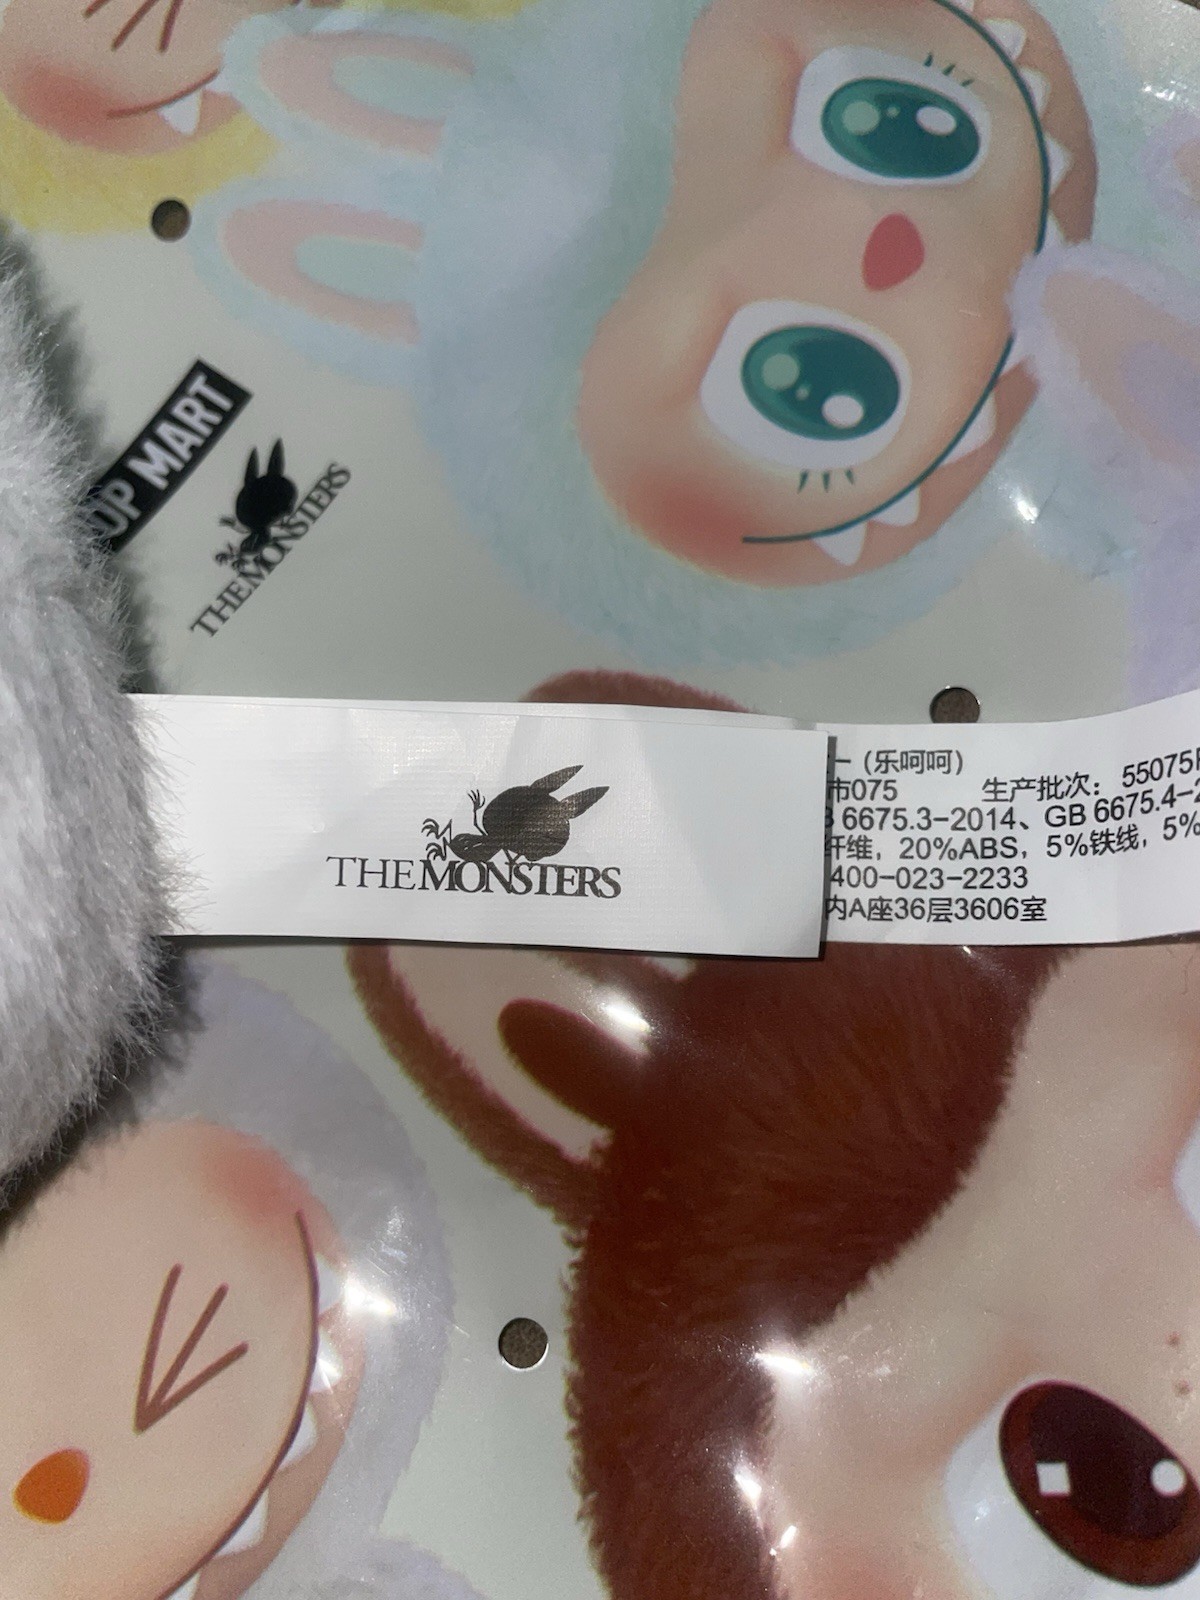 POP MART
THE MONSTERS
THE MONSTERS
(乐呵呵)
市075 生产批次：55075
6675.3-2014、GB 6675.4-2
纤维，20%ABS，5%铁线，5%
400-023-2233
内A座36层3606室